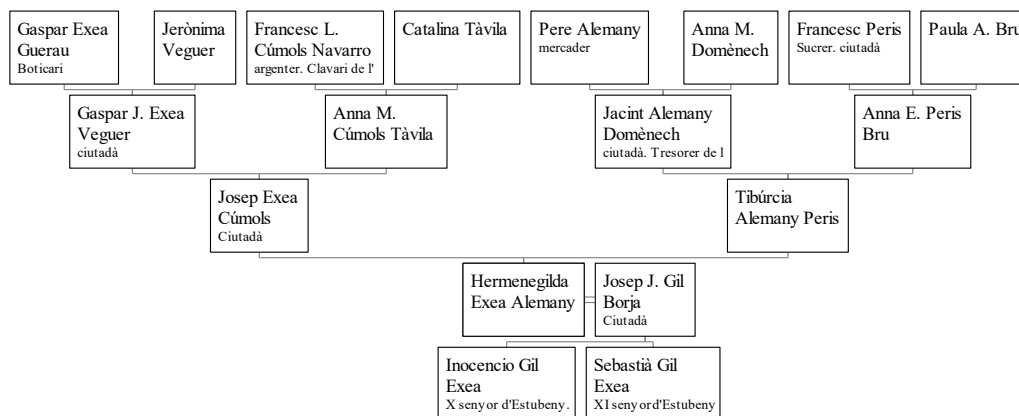 Gaspar Exea
Guerau
Boticari
Jerònima
Veguer
Francesc L.
Cúmols Navarro
argenter. Clavari de l'
Catalina Tàvila
Pere Alemany
mercader
Anna M.
Domènech
Francesc Peris
Sucrer. ciutadà
Paula A. Bru
Gaspar J. Exea
Veguer
ciutadà
Anna M.
Cúmols Tàvila
Jacint Alemany
Domènech
ciutadà. Tresorer de l
Anna E. Peris
Bru
Josep Exea
Cúmols
Ciutadà
Tibúrcia
Alemany Peris
Hermenegilda
Exea Alemany
Josep J. Gil
Borja
Ciutadà
Inocencio Gil
Exea
X senyor d'Estubeny.
Sebastià Gil
Exea
XI senyor d'Estubeny